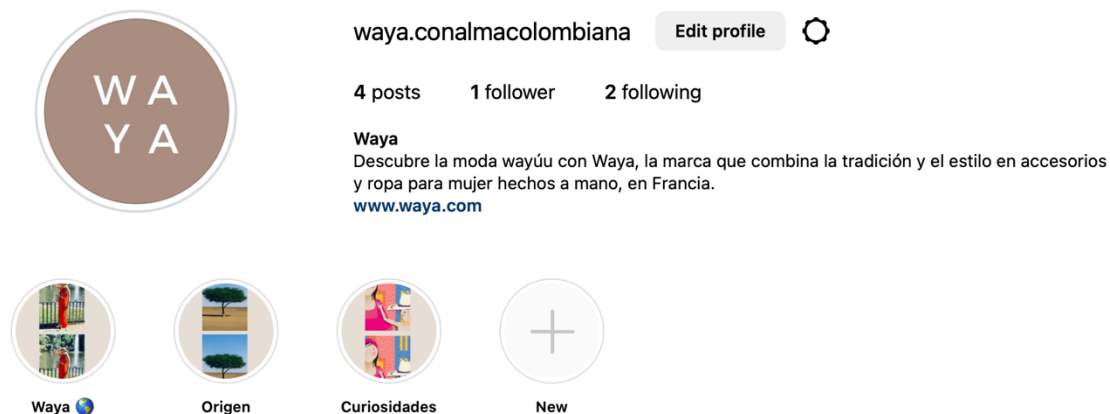 W A
Y A
waya.conalmacolombiana
Edit profile
4 posts
1 follower
2 following
Waya
Descubre la moda wayúu con Waya, la marca que combina la tradición y el estilo en accesorios
y ropa para mujer hechos a mano, en Francia.
www.waya.com
Waya 🌎
Origen
Curiosidades
New